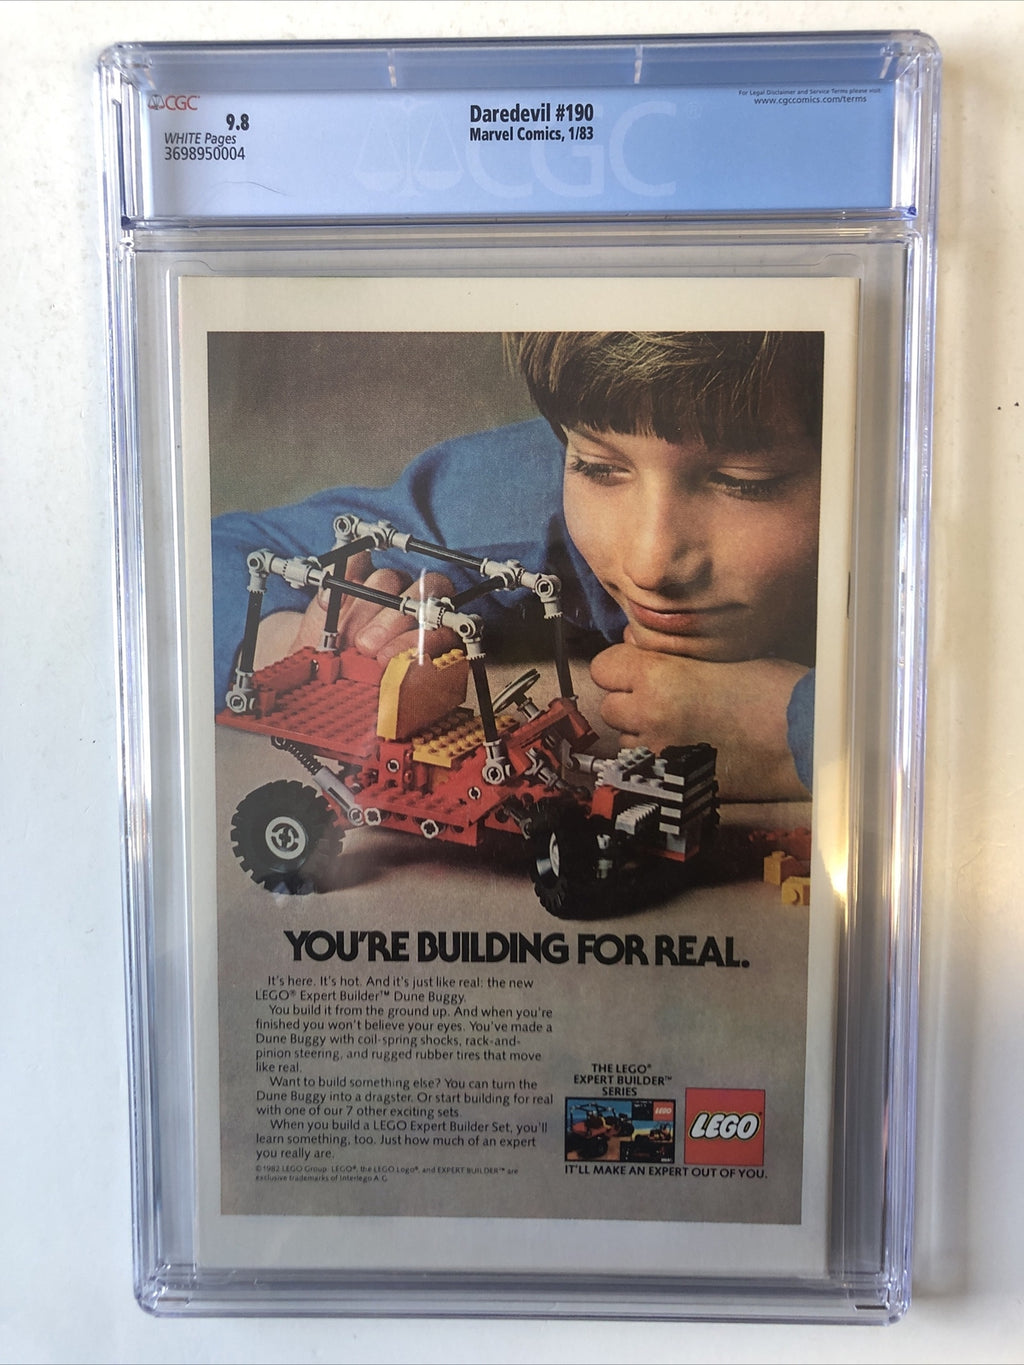 CGC
9.8
WHITE Pages
3698950004
Daredevil #190
Marvel Comics, 1/83
For Legal Disclaimer and Service Terms please visit:
www.cgccomics.com/terms
CGC
YOU'RE BUILDING FOR REAL.
It's here. It's hot. And it's just like real: the new
LEGO® Expert Builder™ Dune Buggy.
You build it from the ground up. And when you're
finished you won't believe your eyes. You've made a
Dune Buggy with coil-spring shocks, rack-and-
pinion steering, and rugged rubber tires that move
like real.
Want to build something else? You can turn the
Dune Buggy into a dragster. Or start building for real
with one of our 7 other exciting sets.
When you build a LEGO Expert Builder Set, you'll
learn something, too. Just how much of an expert
you really are.
© 1982 LEGO Group. LEGO®, the LEGO Logo®, and EXPERT BUILDER™ are
exclusive trademarks of Interlego A.G.
THE LEGO®
EXPERT BUILDER™
SERIES
LEGO
LEGO®
IT'LL MAKE AN EXPERT OUT OF YOU.